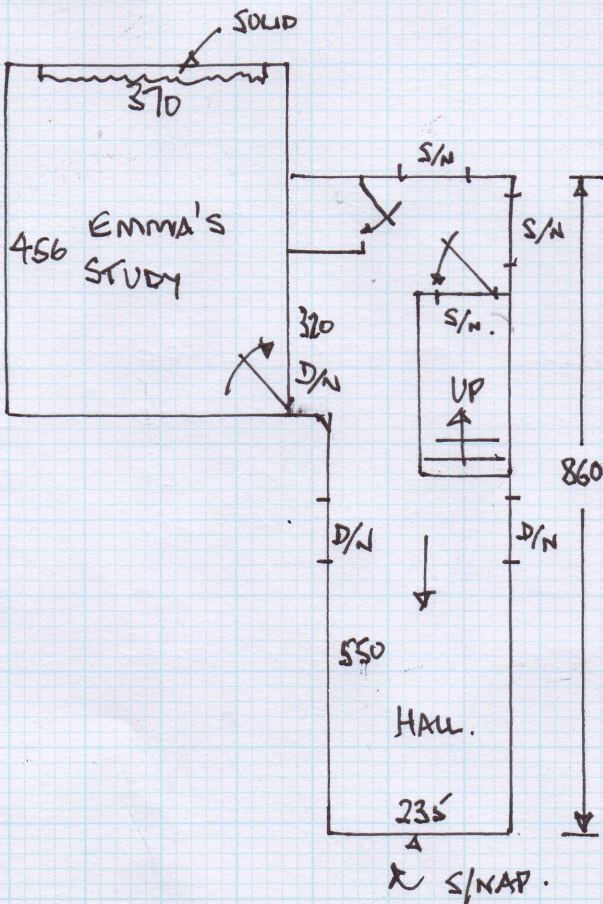 SOLID
370
S/N
456 EMMA'S
STUDY
S/N
320
S/N.
D/N
UP
860
D/N
D/N
550
HALL.
235
S/NAP.